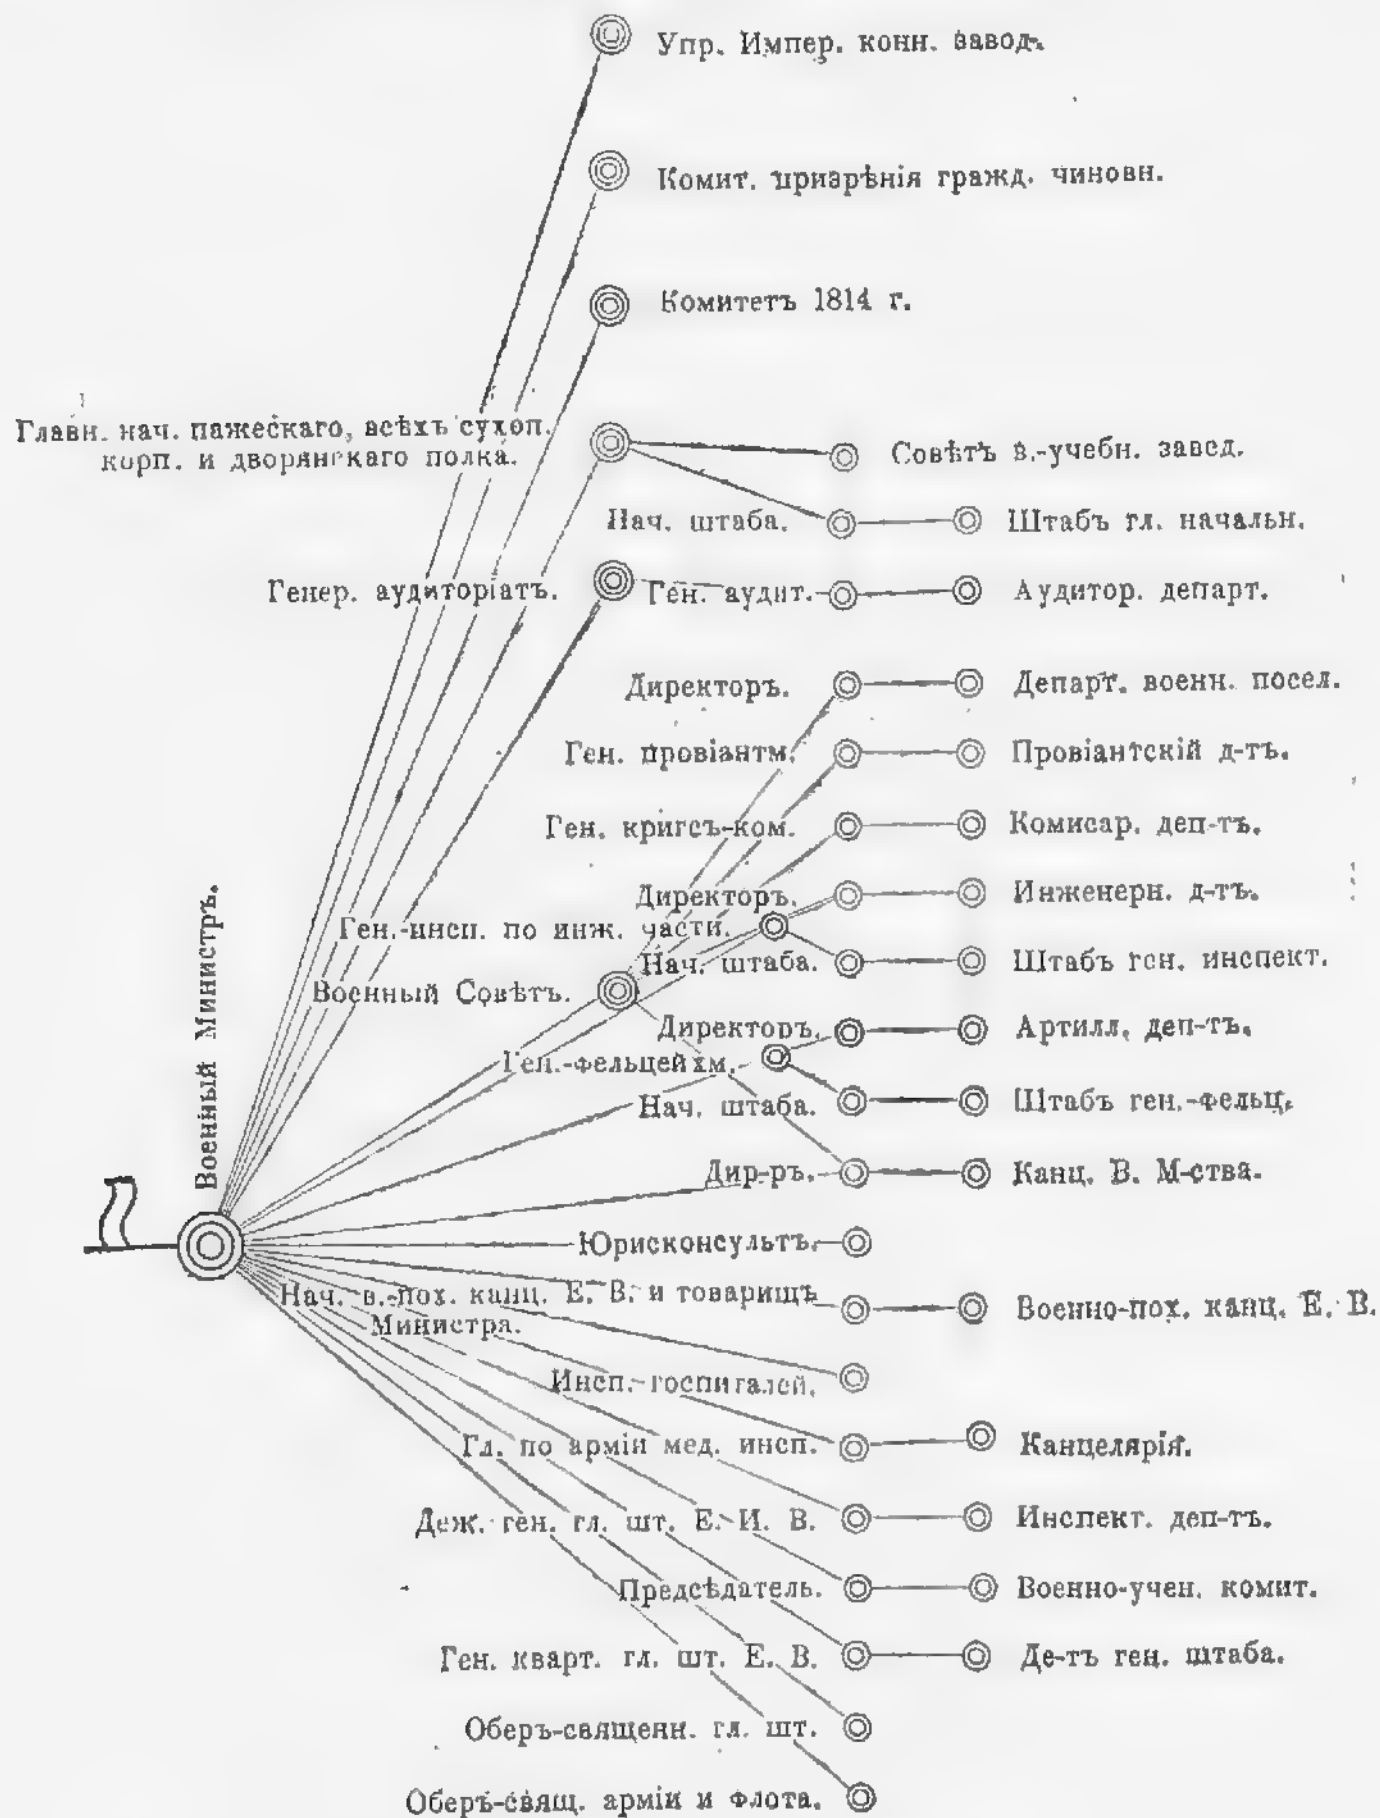 Упр. Импер. конн. завод.
Комит. призрѣнія гражд. чиновн.
Комитетъ 1814 г.
Главн. нач. пажескаго, всѣхъ сухоп.
корп. и дворянскаго полка.
Совѣтъ в.-учебн. завед.
Нач. штаба.
Штабъ гл. начальн.
Генер. аудиторіатъ.
Ген. аудит.
Аудитор. департ.
Директоръ.
Департ. военн. посел.
Ген. провіантм.
Провіантскій д-тъ.
Ген. кригсъ-ком.
Комисар. деп-тъ.
Директоръ.
Инженерн. д-тъ.
Ген.-инсп. по инж. части.
Нач. штаба.
Штабъ ген. инспект.
Военный Совѣтъ.
Директоръ.
Артилл. деп-тъ.
Ген.-фельцейхм.
Нач. штаба.
Штабъ ген.-фельц.
Дир-ръ.
Канц. В. М-ства.
Военный Министръ.
Юрисконсультъ.
Нач. в.-пох. канц. Е. В. и товарищъ
Министра.
Военно-пох. канц. Е. В.
Инсп. госпиталей.
Гл. по арміи мед. инсп.
Канцелярія.
Деж. ген. гл. шт. Е. И. В.
Инспект. деп-тъ.
Предсѣдатель.
Военно-учен. комит.
Ген. кварт. гл. шт. Е. В.
Де-тъ ген. штаба.
Оберъ-священн. гл. шт.
Оберъ-свящ. арміи и флота.